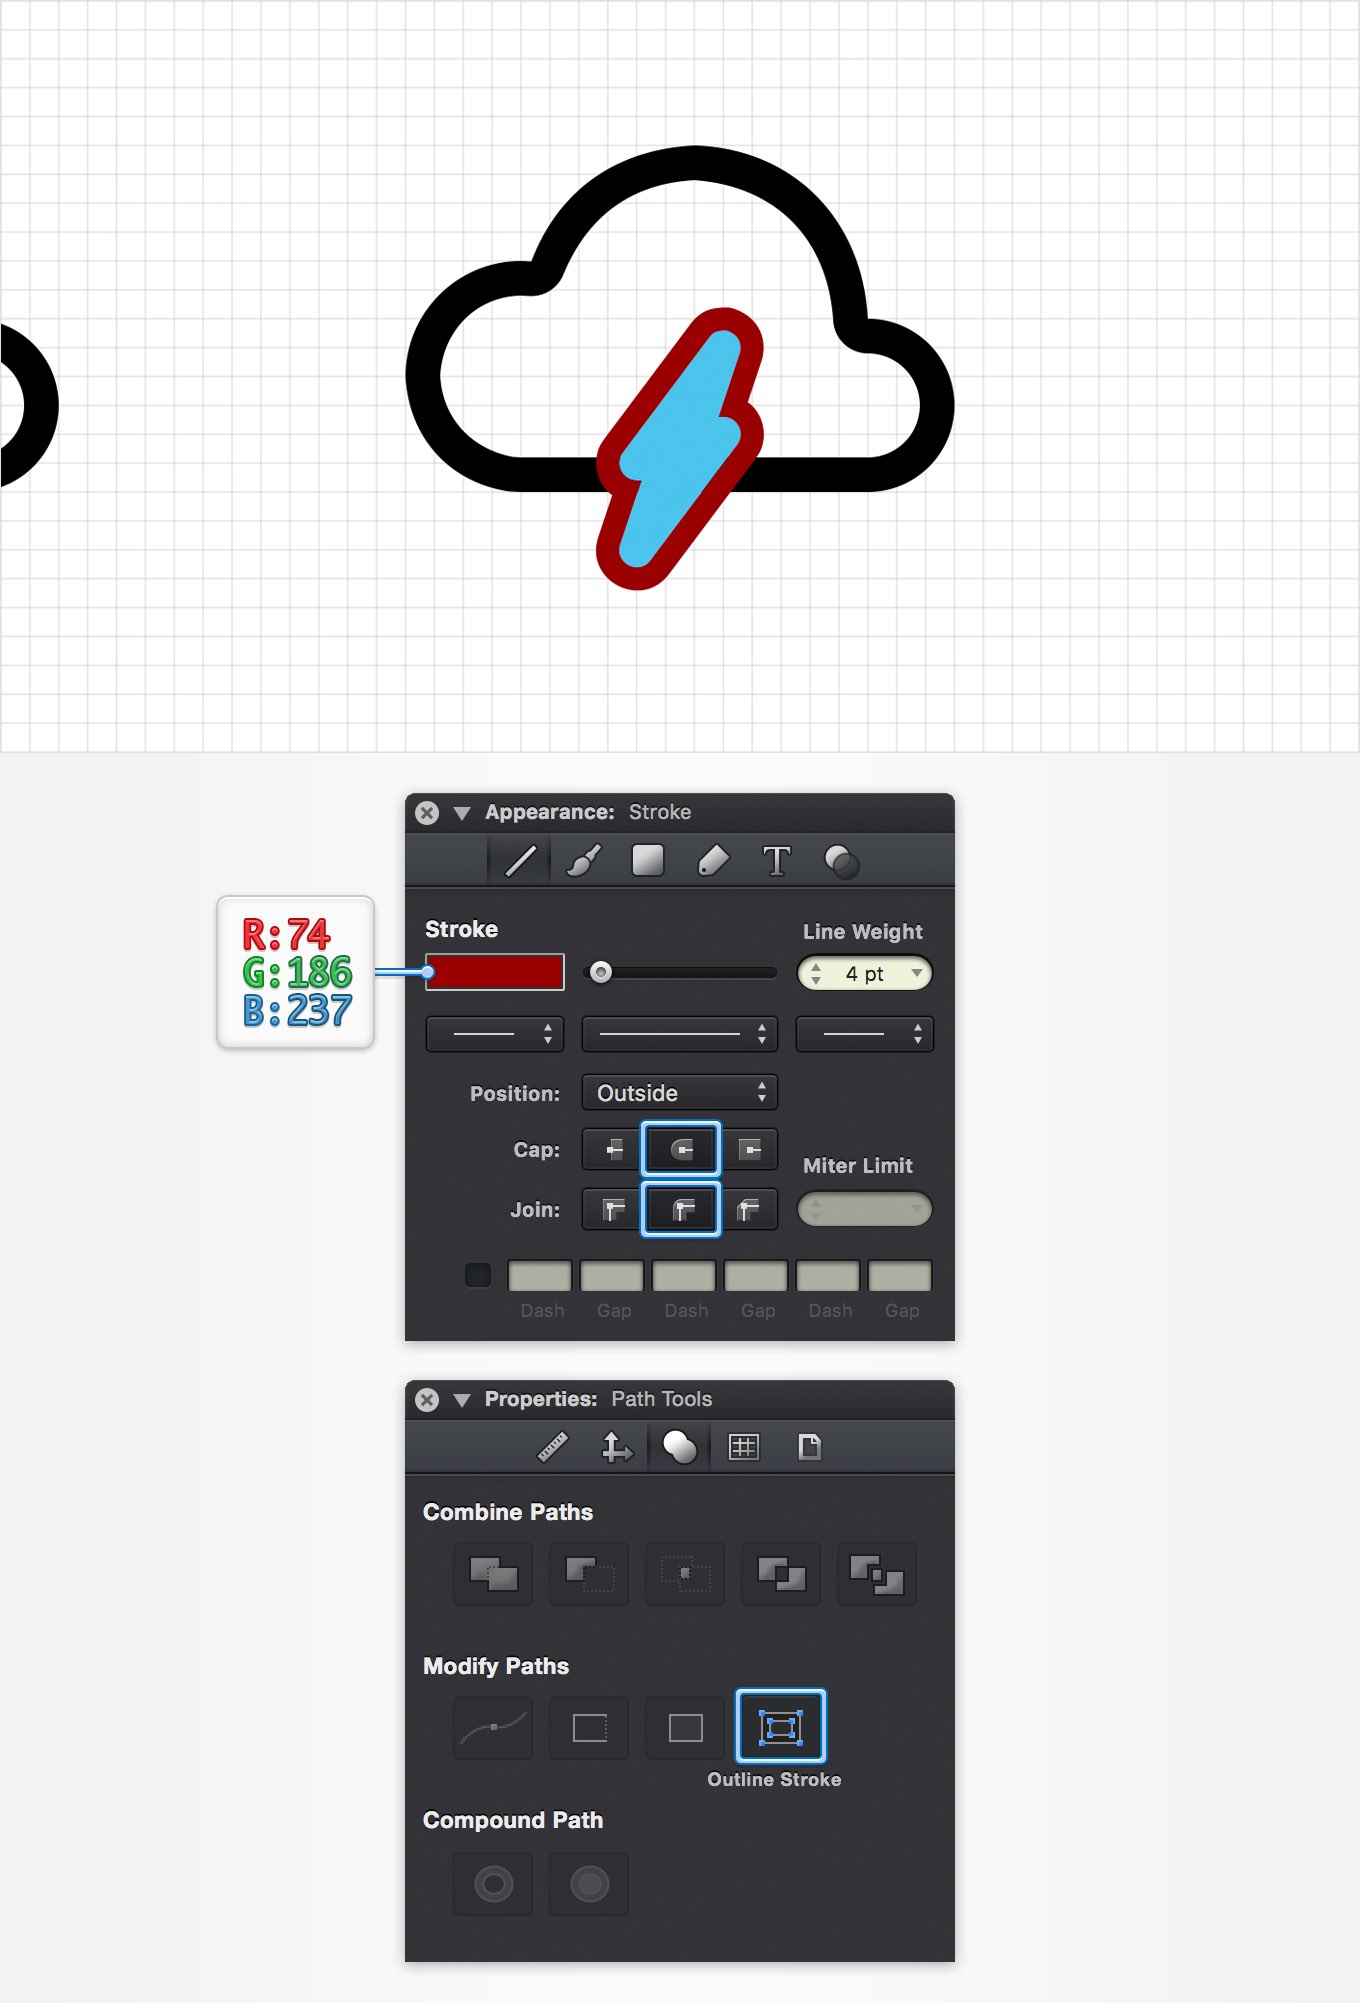 Appearance: Stroke
T
R:74
G:186
B:237
Stroke
Line Weight
4 pt
Position:
Outside
Cap:
Miter Limit
Join:
Dash Gap Dash Gap Dash Gap
Properties: Path Tools
Combine Paths
Modify Paths
Outline Stroke
Compound Path